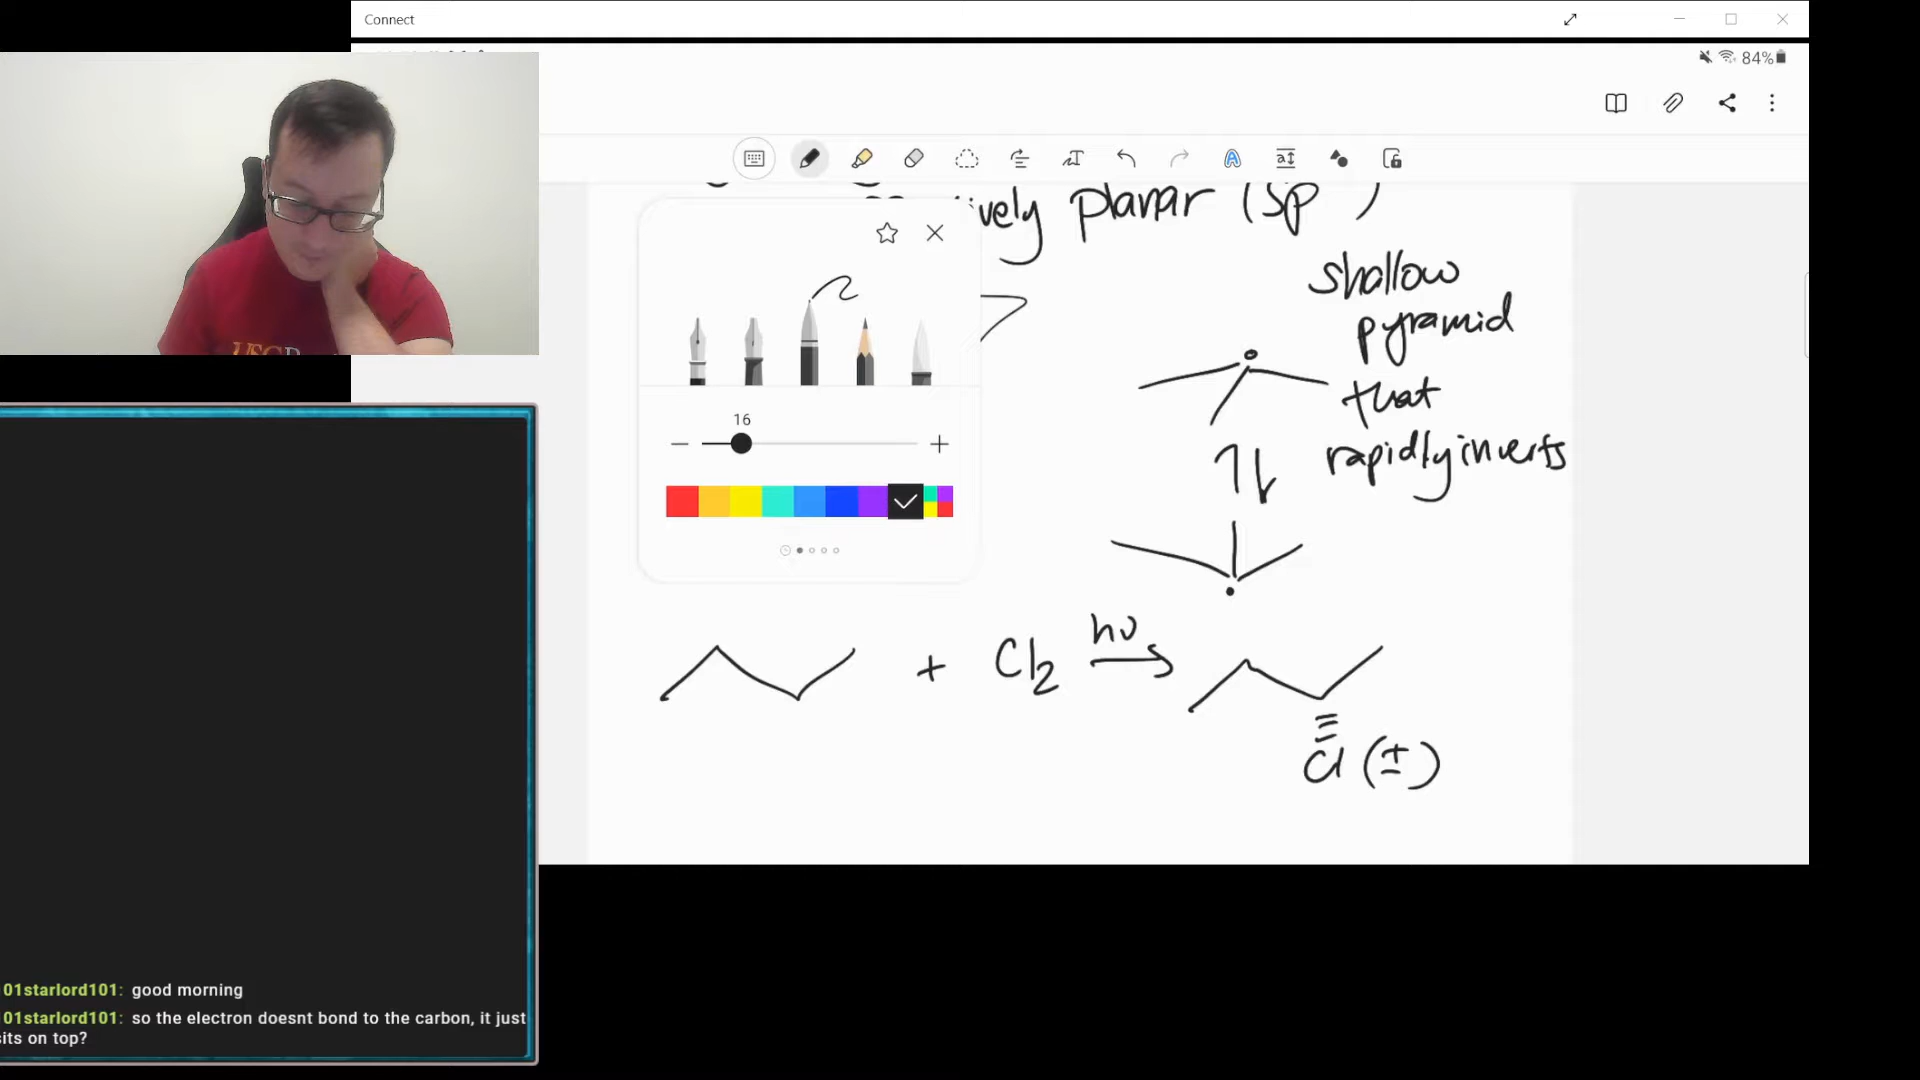 Connect
84%
planar (sp )
shallow
pyramid
that
rapidly inverts
16
+ Cl2 hν
Cl (±)
01starlord101: good morning
01starlord101: so the electron doesnt bond to the carbon, it just
sits on top?